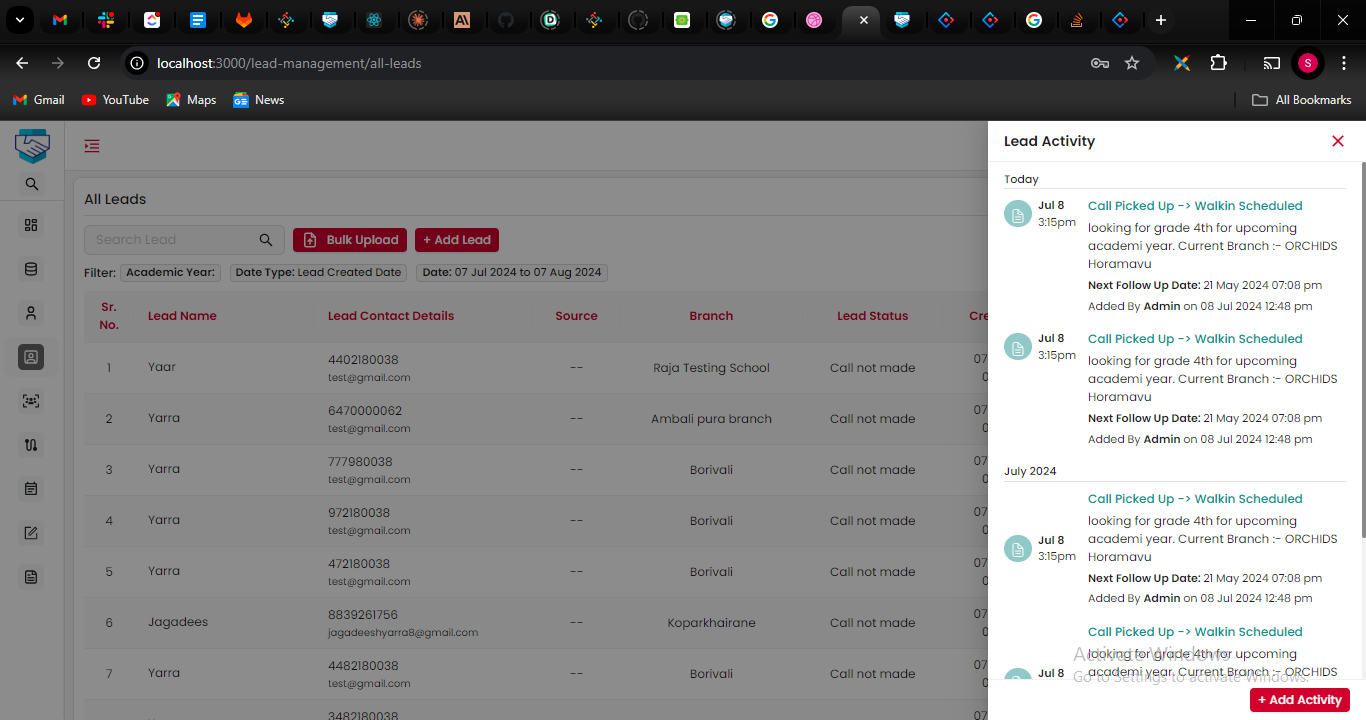 localhost:3000/lead-management/all-leads
S
Gmail
YouTube
Maps
News
All Bookmarks
All Leads
Search Lead
Bulk Upload
+ Add Lead
Filter: Academic Year: Date Type: Lead Created Date Date: 07 Jul 2024 to 07 Aug 2024
Sr. No. Lead Name Lead Contact Details Source Branch Lead Status Cre
1 Yaar 4402180038 -- Raja Testing School Call not made 07
test@gmail.com 0
2 Yarra 6470000062 -- Ambali pura branch Call not made 07
test@gmail.com 0
3 Yarra 777980038 -- Borivali Call not made 07
test@gmail.com 0
4 Yarra 972180038 -- Borivali Call not made 07
test@gmail.com 0
5 Yarra 472180038 -- Borivali Call not made 07
test@gmail.com 0
6 Jagadees 8839261756 -- Koparkhairane Call not made 07
jagadeeshyarra8@gmail.com 0
7 Yarra 4482180038 -- Borivali Call not made 07
test@gmail.com 0
3482180038 07
Lead Activity
Today
Jul 8
3:15pm
Call Picked Up -> Walkin Scheduled
looking for grade 4th for upcoming
academi year. Current Branch :- ORCHIDS
Horamavu
Next Follow Up Date: 21 May 2024 07:08 pm
Added By Admin on 08 Jul 2024 12:48 pm
Jul 8
3:15pm
Call Picked Up -> Walkin Scheduled
looking for grade 4th for upcoming
academi year. Current Branch :- ORCHIDS
Horamavu
Next Follow Up Date: 21 May 2024 07:08 pm
Added By Admin on 08 Jul 2024 12:48 pm
July 2024
Jul 8
3:15pm
Call Picked Up -> Walkin Scheduled
looking for grade 4th for upcoming
academi year. Current Branch :- ORCHIDS
Horamavu
Next Follow Up Date: 21 May 2024 07:08 pm
Added By Admin on 08 Jul 2024 12:48 pm
Jul 8
Call Picked Up -> Walkin Scheduled
looking for grade 4th for upcoming
academi year. Current Branch :- ORCHIDS
Activate Windows
Go to Settings to activate Windows.
+ Add Activity